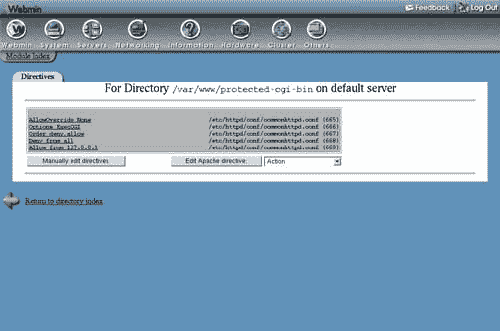 Webmin
Feedback Log Out
Webmin System Servers Networking Information Hardware Cluster Others
Module Index
Directives
For Directory /var/www/protected-cgi-bin on default server
AllowOverride None /etc/httpd/conf/commonhttpd.conf (665)
Options ExecCGI /etc/httpd/conf/commonhttpd.conf (666)
Order deny,allow /etc/httpd/conf/commonhttpd.conf (667)
Deny from all /etc/httpd/conf/commonhttpd.conf (668)
Allow from 127.0.0.1 /etc/httpd/conf/commonhttpd.conf
Manually edit directives Edit Apache directive: Action
Return to directory index